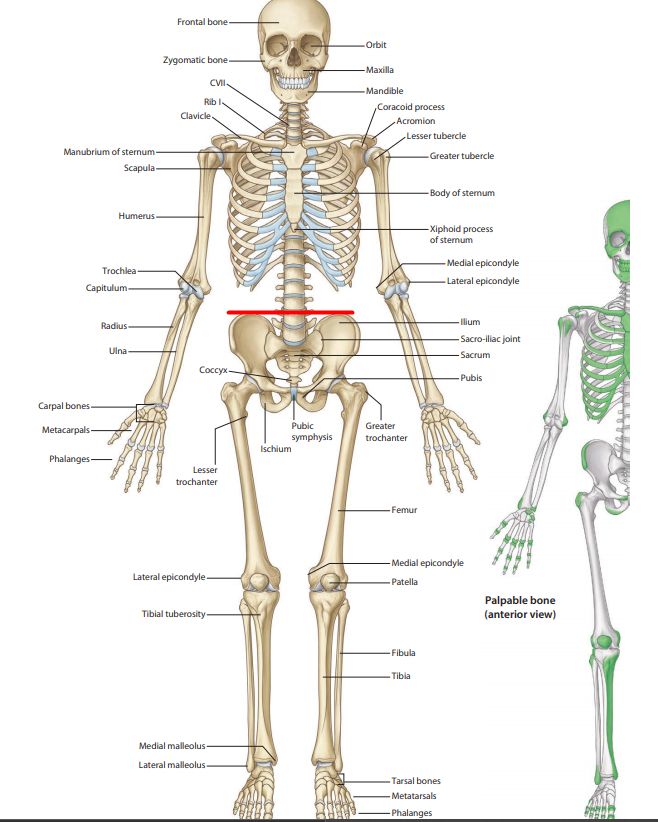 Frontal bone
Orbit
Zygomatic bone
Maxilla
CVII
Mandible
Rib I
Coracoid process
Clavicle
Acromion
Lesser tubercle
Manubrium of sternum
Greater tubercle
Scapula
Body of sternum
Humerus
Xiphoid process
of sternum
Medial epicondyle
Trochlea
Lateral epicondyle
Capitulum
Radius
Ilium
Sacro-iliac joint
Ulna
Sacrum
Coccyx
Pubis
Carpal bones
Metacarpals
Pubic
symphysis
Greater
trochanter
Ischium
Phalanges
Lesser
trochanter
Femur
Medial epicondyle
Lateral epicondyle
Patella
Palpable bone
(anterior view)
Tibial tuberosity
Fibula
Tibia
Medial malleolus
Lateral malleolus
Tarsal bones
Metatarsals
Phalanges